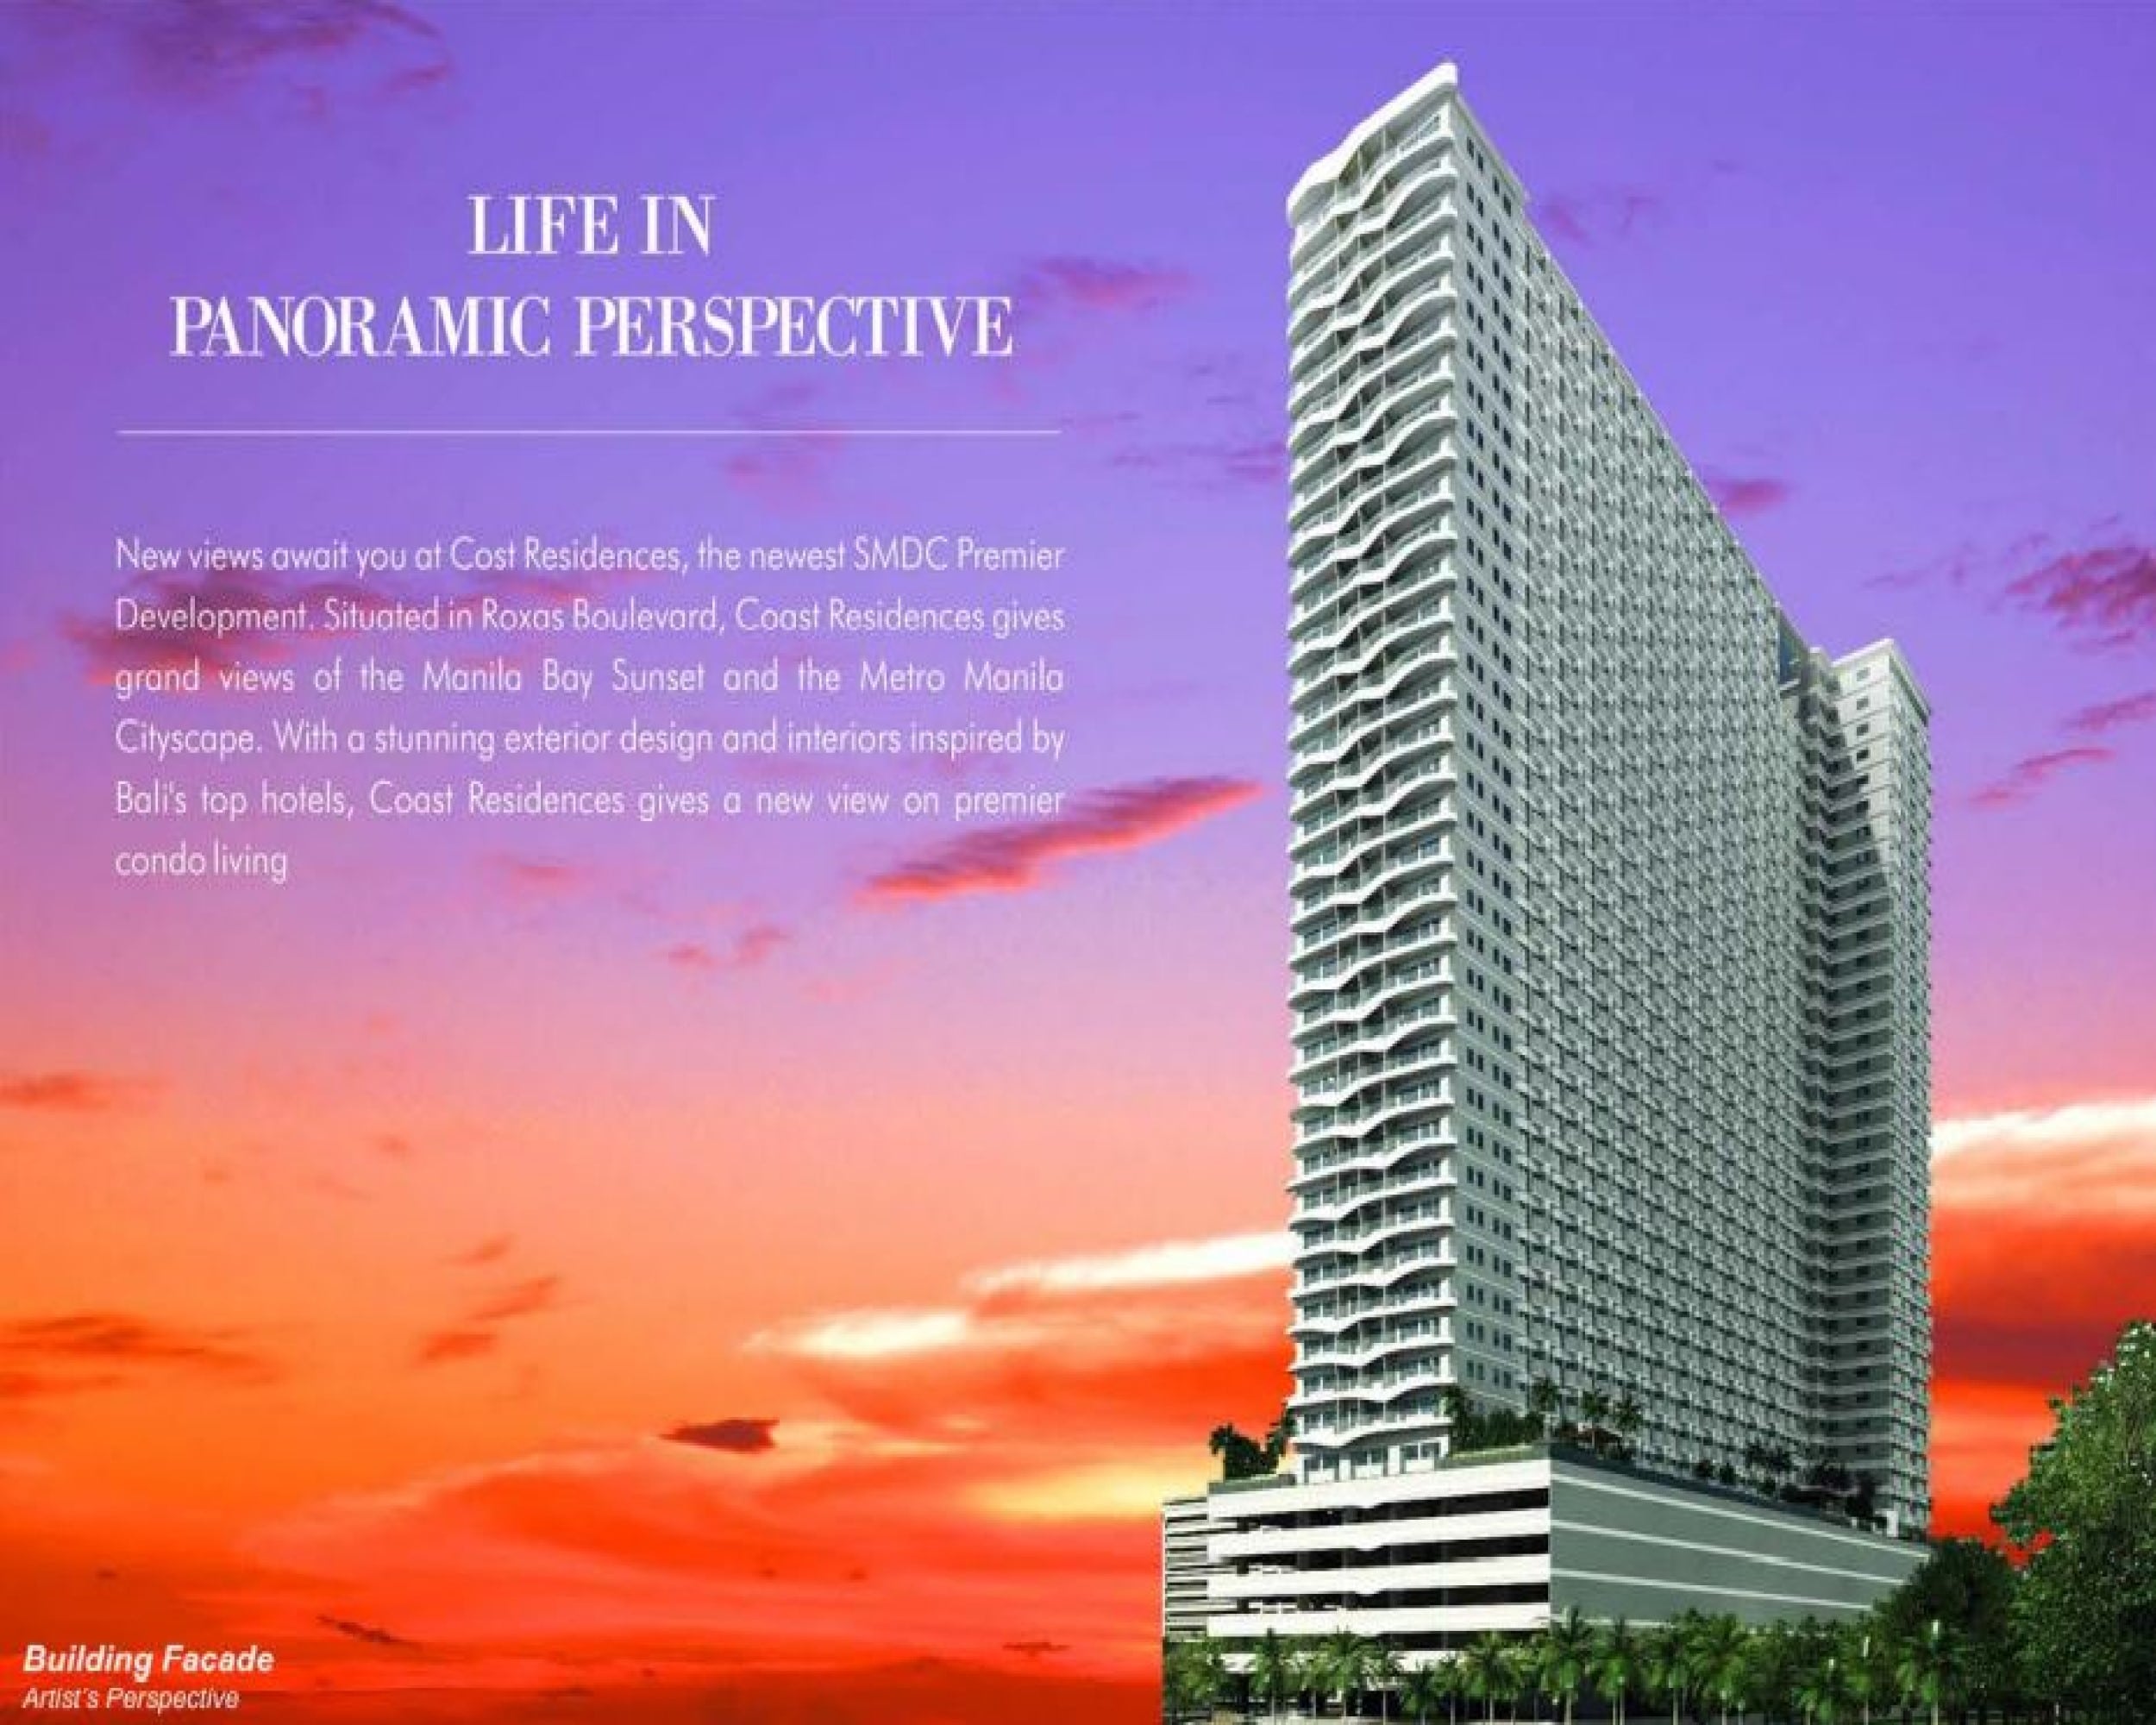 LIFE IN
PANORAMIC PERSPECTIVE
New views await you at Cost Residences, the newest SMDC Premier
Development. Situated in Roxas Boulevard, Coast Residences gives
grand views of the Manila Bay Sunset and the Metro Manila
Cityscape. With a stunning exterior design and interiors inspired by
Bali's top hotels, Coast Residences gives a new view on premier
condo living
Building Facade
Artist's Perspective